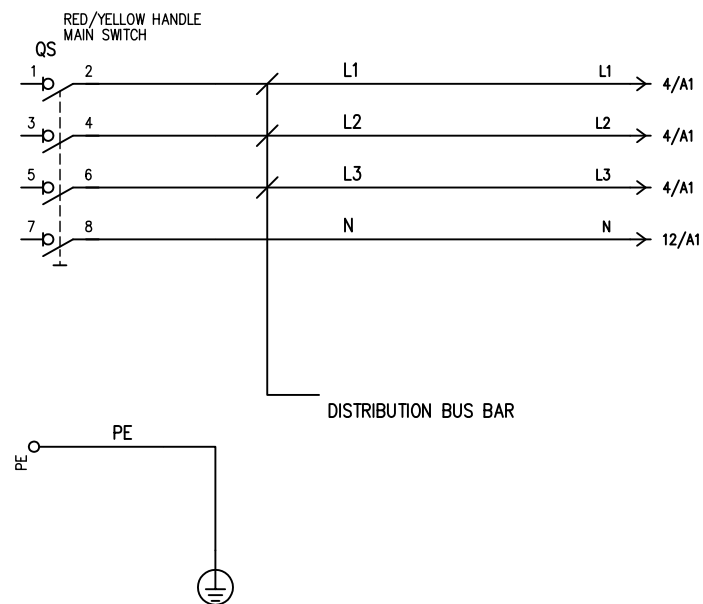 RED/YELLOW HANDLE
MAIN SWITCH
QS
1 2 L1 L1 4/A1
3 4 L2 L2 4/A1
5 6 L3 L3 4/A1
7 8 N N 12/A1
DISTRIBUTION BUS BAR
PE
PE